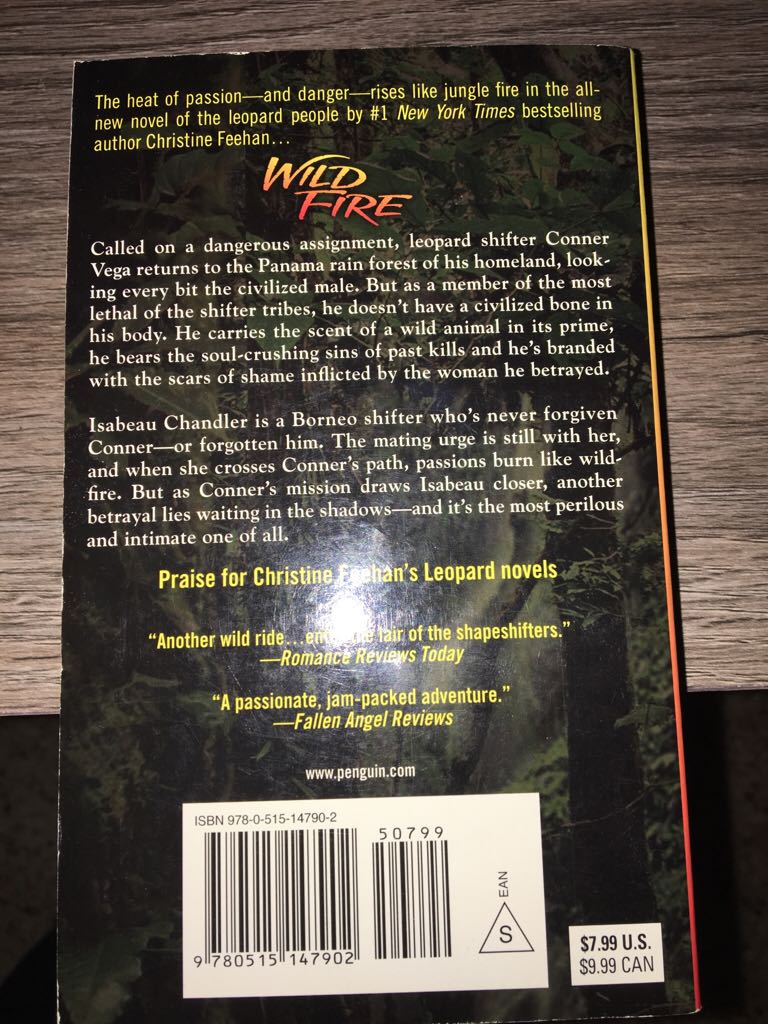 The heat of passion—and danger—rises like jungle fire in the all-
new novel of the leopard people by #1 New York Times bestselling
author Christine Feehan...
WILD
FIRE
Called on a dangerous assignment, leopard shifter Conner
Vega returns to the Panama rain forest of his homeland, look-
ing every bit the civilized male. But as a member of the most
lethal of the shifter tribes, he doesn't have a civilized bone in
his body. He carries the scent of a wild animal in its prime,
he bears the soul-crushing sins of past kills and he's branded
with the scars of shame inflicted by the woman he betrayed.
Isabeau Chandler is a Borneo shifter who's never forgiven
Conner—or forgotten him. The mating urge is still with her,
and when she crosses Conner's path, passions burn like wild-
fire. But as Conner's mission draws Isabeau closer, another
betrayal lies waiting in the shadows—and it's the most perilous
and intimate one of all.
Praise for Christine Feehan's Leopard novels
"Another wild ride... lair of the shapeshifters."
—Romance Reviews Today
"A passionate, jam-packed adventure."
—Fallen Angel Reviews
www.penguin.com
ISBN 978-0-515-14790-2
50799
EAN
S
9 780515 147902
$7.99 U.S.
$9.99 CAN